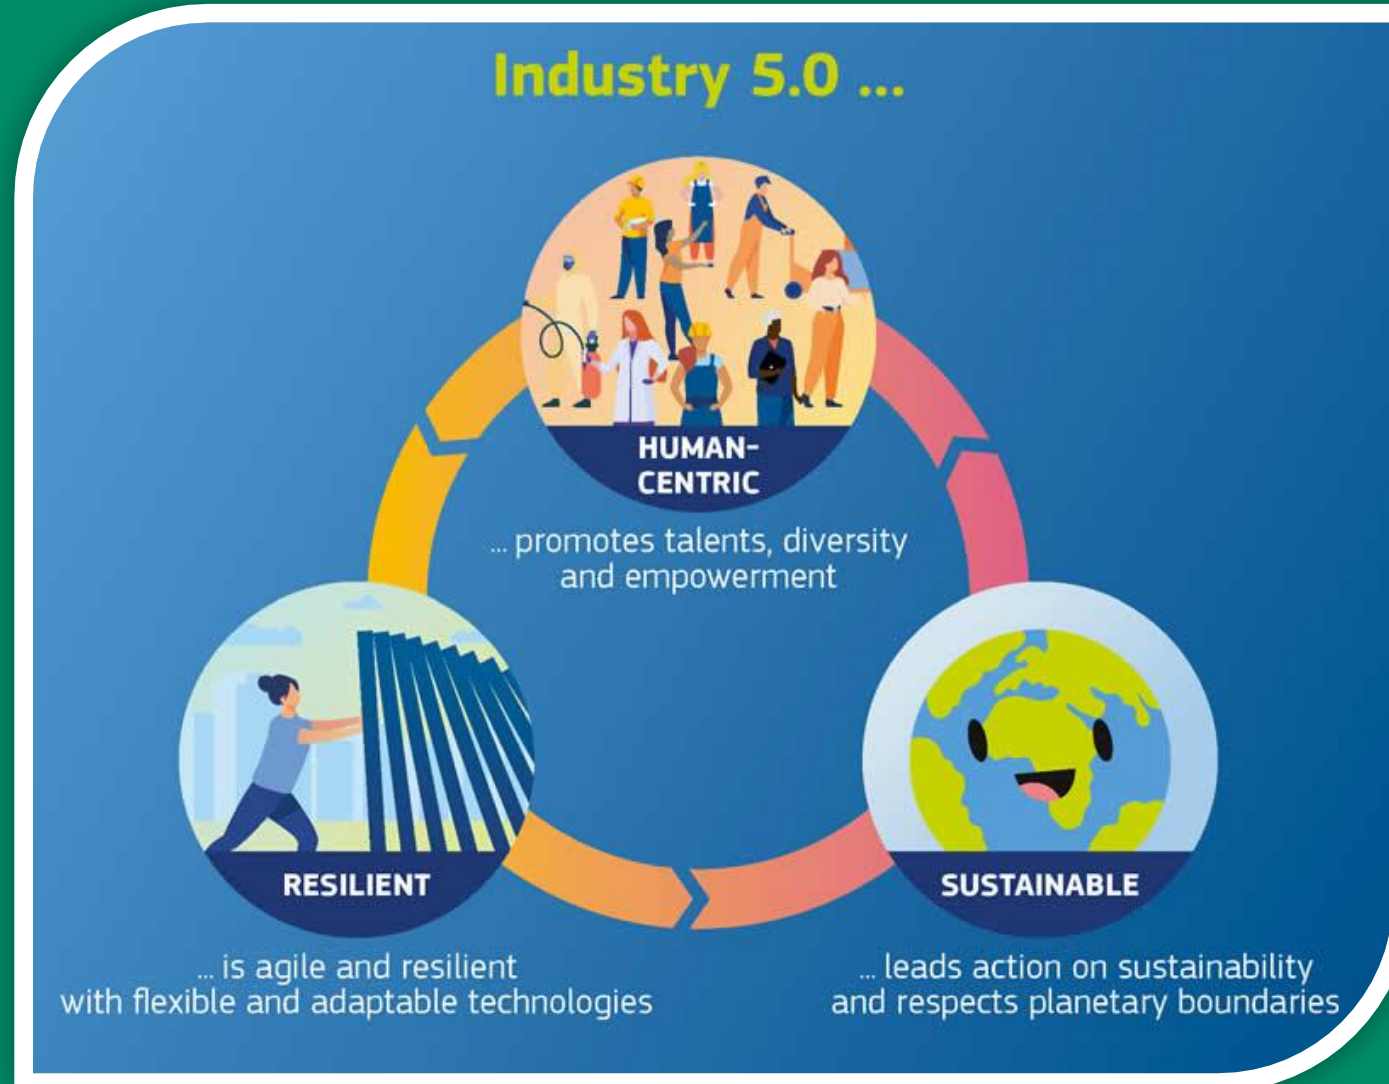 Industry 5.0 ...
HUMAN-
CENTRIC
... promotes talents, diversity
and empowerment
RESILIENT
... is agile and resilient
with flexible and adaptable technologies
SUSTAINABLE
... leads action on sustainability
and respects planetary boundaries